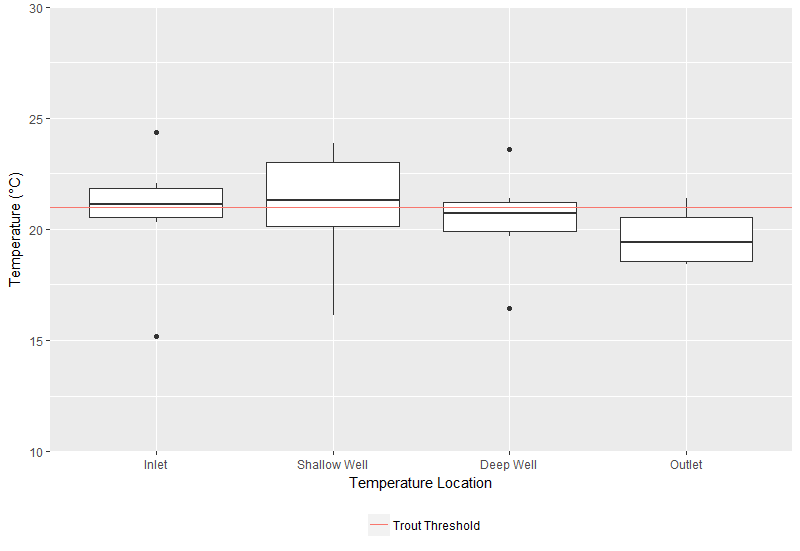 Temperature (°C)
30
25
20
15
10
Inlet
Shallow Well
Deep Well
Outlet
Temperature Location
Trout Threshold